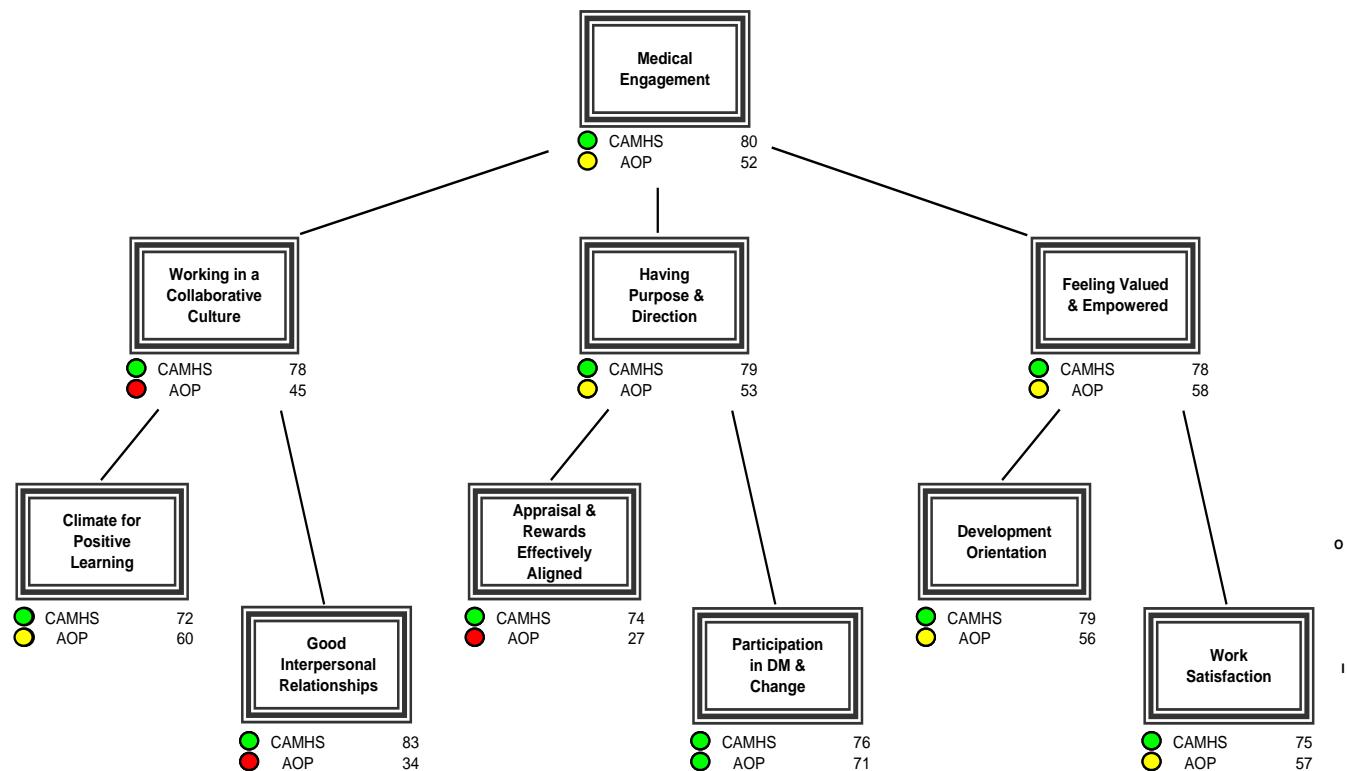 Medical
Engagement
CAMHS 80
AOP 52
Working in a
Collaborative
Culture
CAMHS 78
AOP 45
Having
Purpose &
Direction
CAMHS 79
AOP 53
Feeling Valued
& Empowered
CAMHS 78
AOP 58
Climate for
Positive
Learning
CAMHS 72
AOP 60
Good
Interpersonal
Relationships
CAMHS 83
AOP 34
Appraisal &
Rewards
Effectively
Aligned
CAMHS 74
AOP 27
Participation
in DM &
Change
CAMHS 76
AOP 71
Development
Orientation
CAMHS 79
AOP 56
Work
Satisfaction
CAMHS 75
AOP 57
O
I